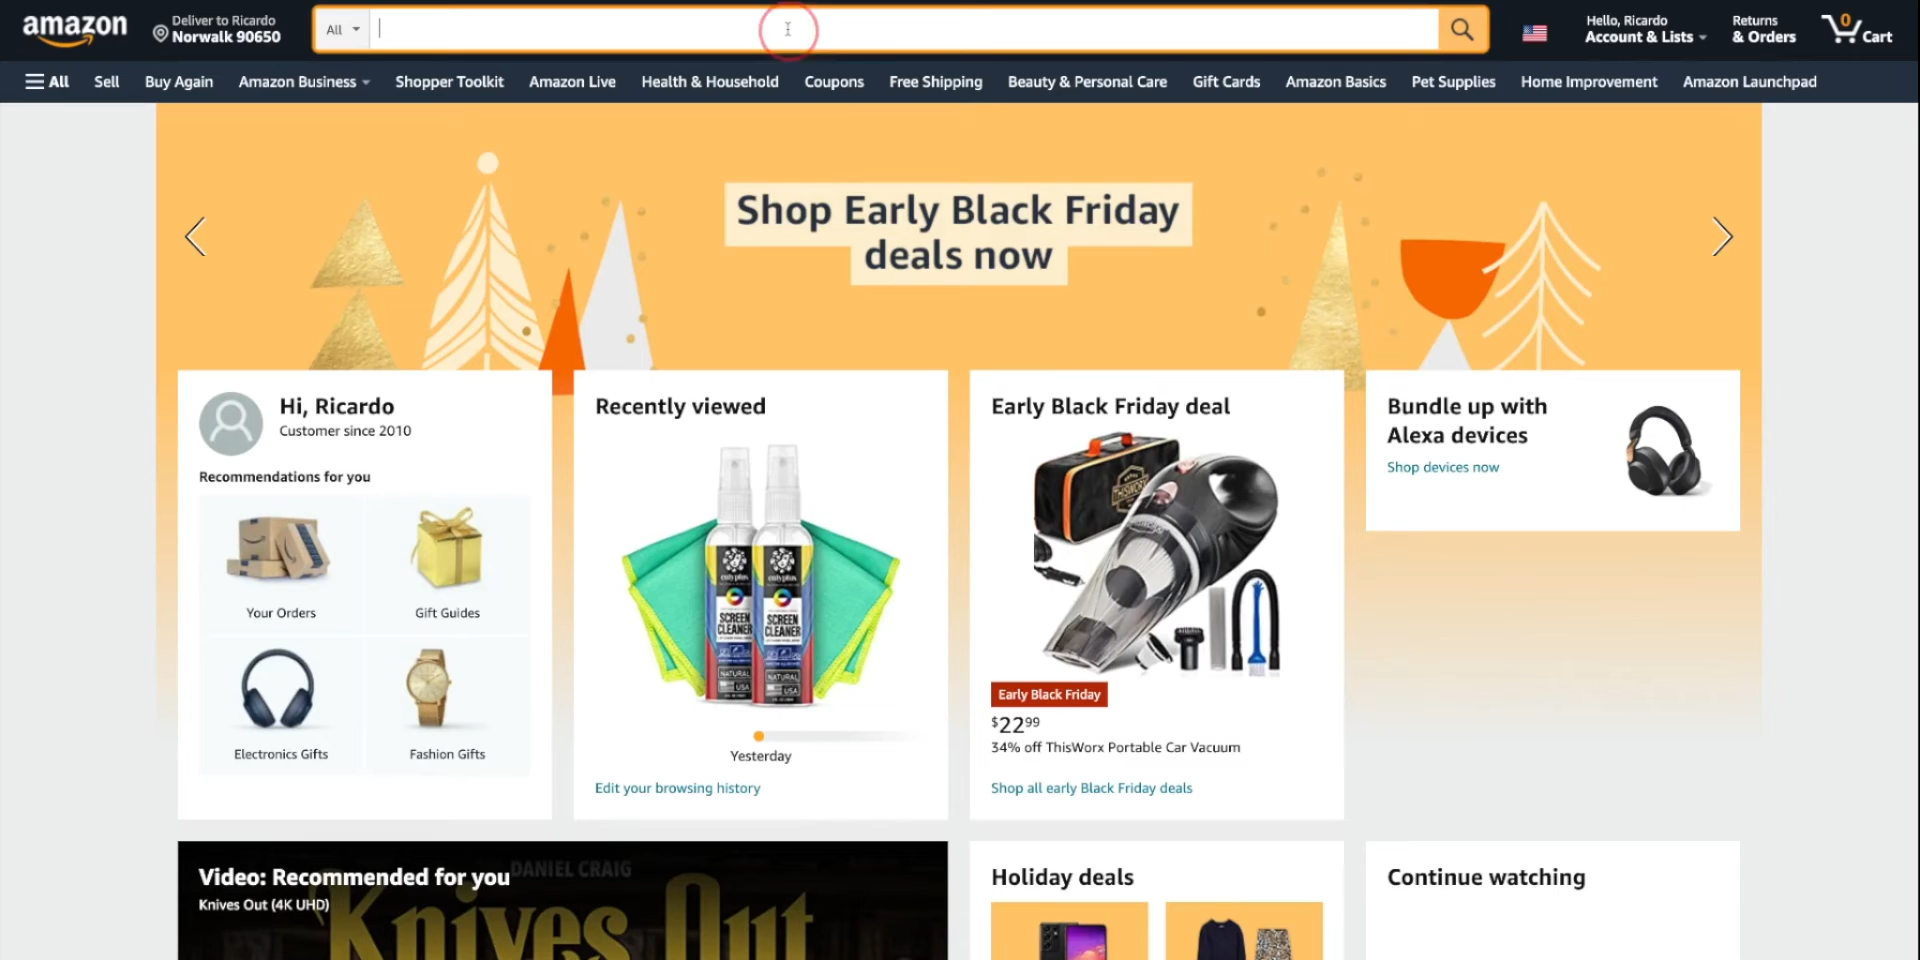 amazon
Deliver to Ricardo
Norwalk 90650
All
Hello, Ricardo
Account & Lists
Returns
& Orders
0
Cart
All
Sell
Buy Again
Amazon Business
Shopper Toolkit
Amazon Live
Health & Household
Coupons
Free Shipping
Beauty & Personal Care
Gift Cards
Amazon Basics
Pet Supplies
Home Improvement
Amazon Launchpad
Shop Early Black Friday
deals now
Hi, Ricardo
Customer since 2010
Recommendations for you
Your Orders
Gift Guides
Electronics Gifts
Fashion Gifts
Recently viewed
SCREEN
CLEANER
NATURAL
USA
SCREEN
CLEANER
NATURAL
USA
Yesterday
Edit your browsing history
Early Black Friday deal
THISWORX
Early Black Friday
$2299
34% off ThisWorx Portable Car Vacuum
Shop all early Black Friday deals
Bundle up with
Alexa devices
Shop devices now
Video: Recommended for you
Knives Out (4K UHD)
DANIEL CRAIG
Knives Out
Holiday deals
Continue watching